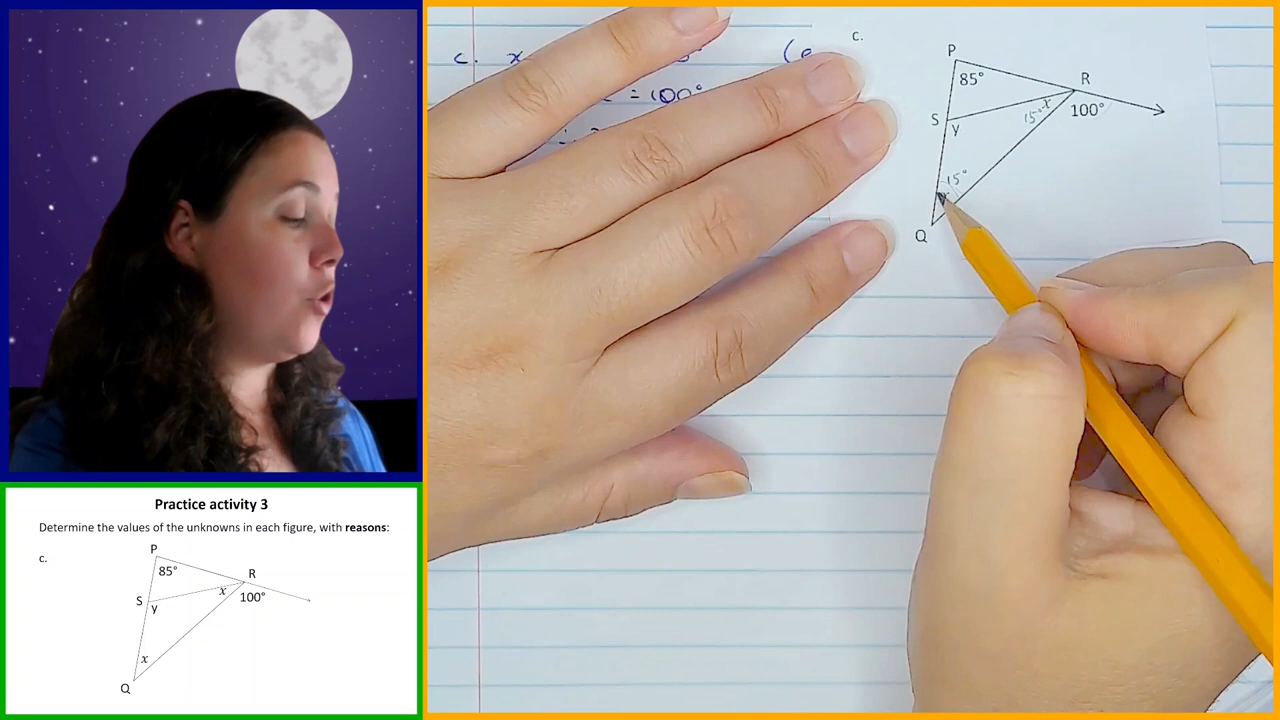 Practice activity 3
Determine the values of the unknowns in each figure, with reasons:
c.
P
85°
R
S
x
100°
y
x
Q
c. x
= 100°
c.
P
85°
R
S
x
15°
100°
y
15°
Q